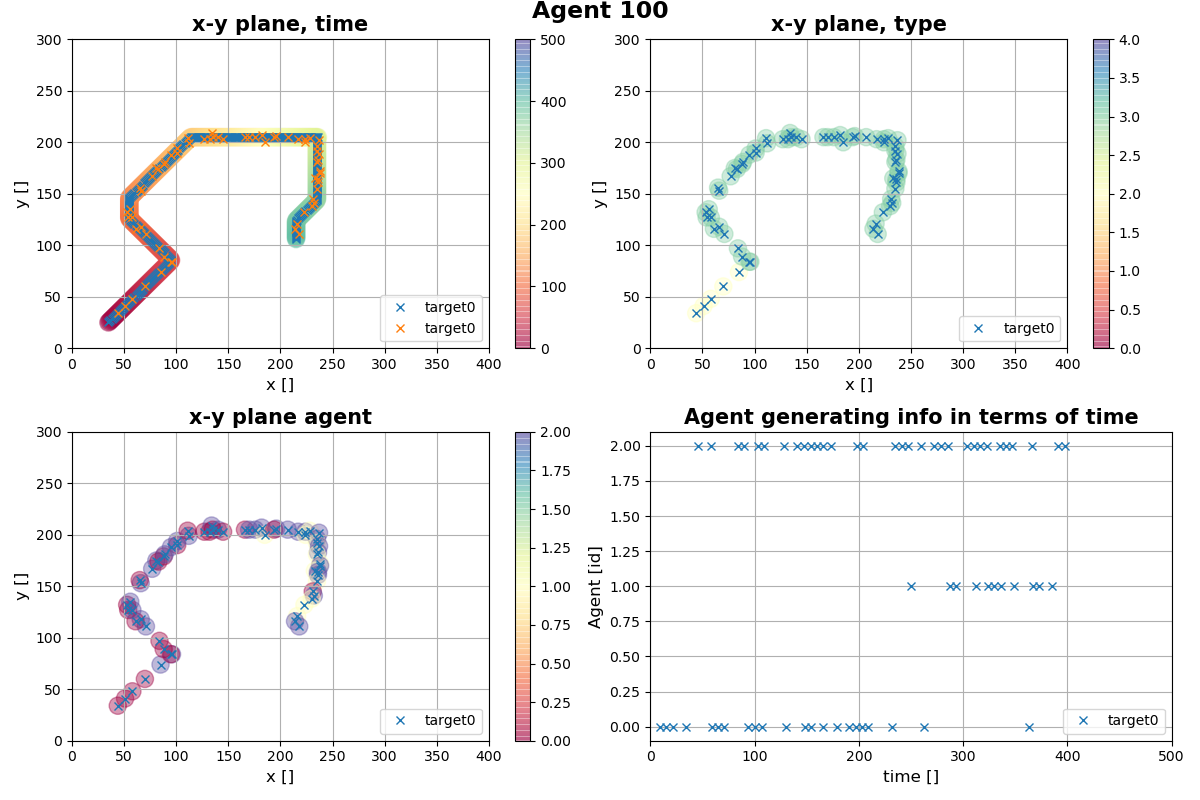 Agent 100
x-y plane, time
300
250
200
150
100
50
0
y []
0 50 100 150 200 250 300 350 400
x []
target0
target0
500
400
300
200
100
0
x-y plane, type
300
250
200
150
100
50
0
y []
0 50 100 150 200 250 300 350 400
x []
target0
4.0
3.5
3.0
2.5
2.0
1.5
1.0
0.5
0.0
x-y plane agent
300
250
200
150
100
50
0
y []
0 50 100 150 200 250 300 350 400
x []
target0
2.00
1.75
1.50
1.25
1.00
0.75
0.50
0.25
0.00
Agent generating info in terms of time
2.00
1.75
1.50
1.25
1.00
0.75
0.50
0.25
0.00
Agent [id]
0 100 200 300 400 500
time []
target0